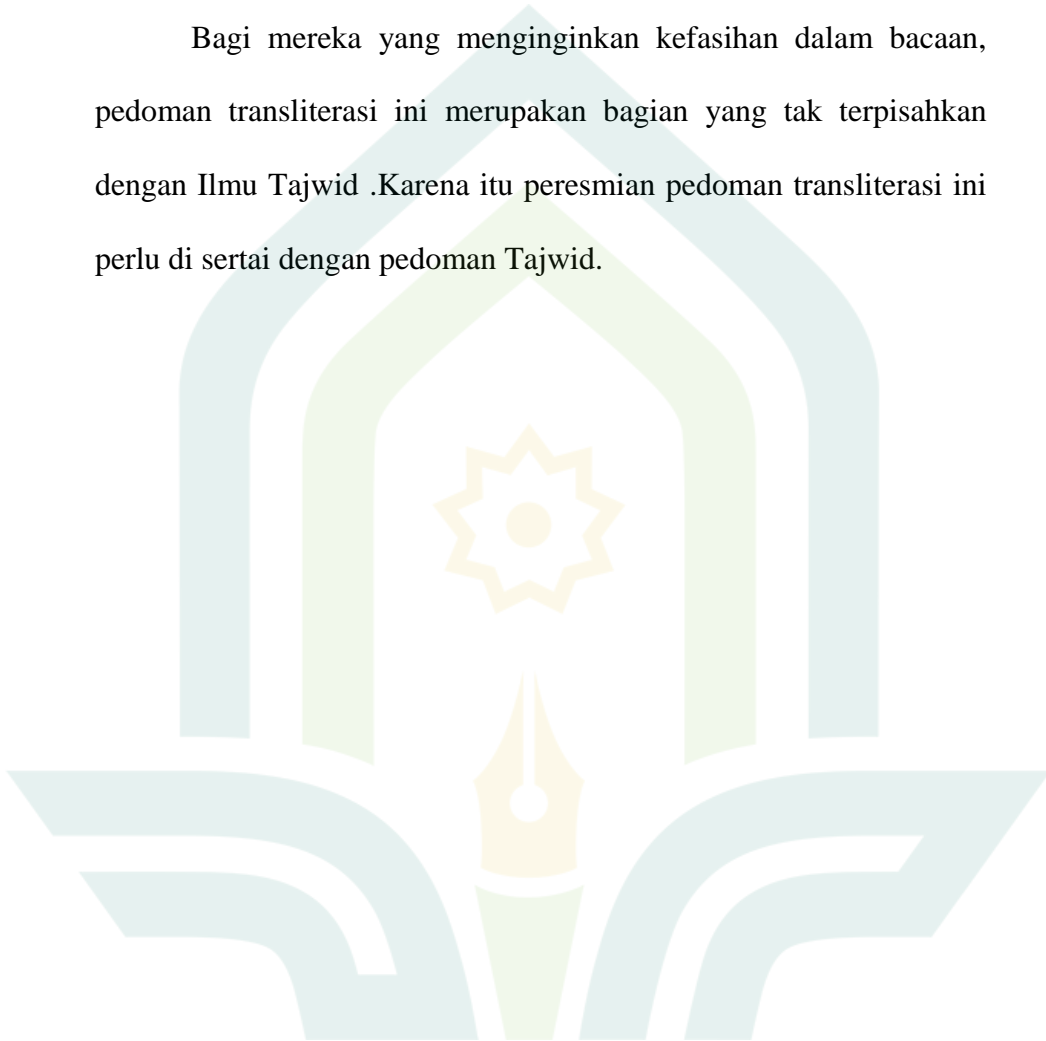 Bagi mereka yang menginginkan kefasihan dalam bacaan,
pedoman transliterasi ini merupakan bagian yang tak terpisahkan
dengan Ilmu Tajwid .Karena itu peresmian pedoman transliterasi ini
perlu di sertai dengan pedoman Tajwid.